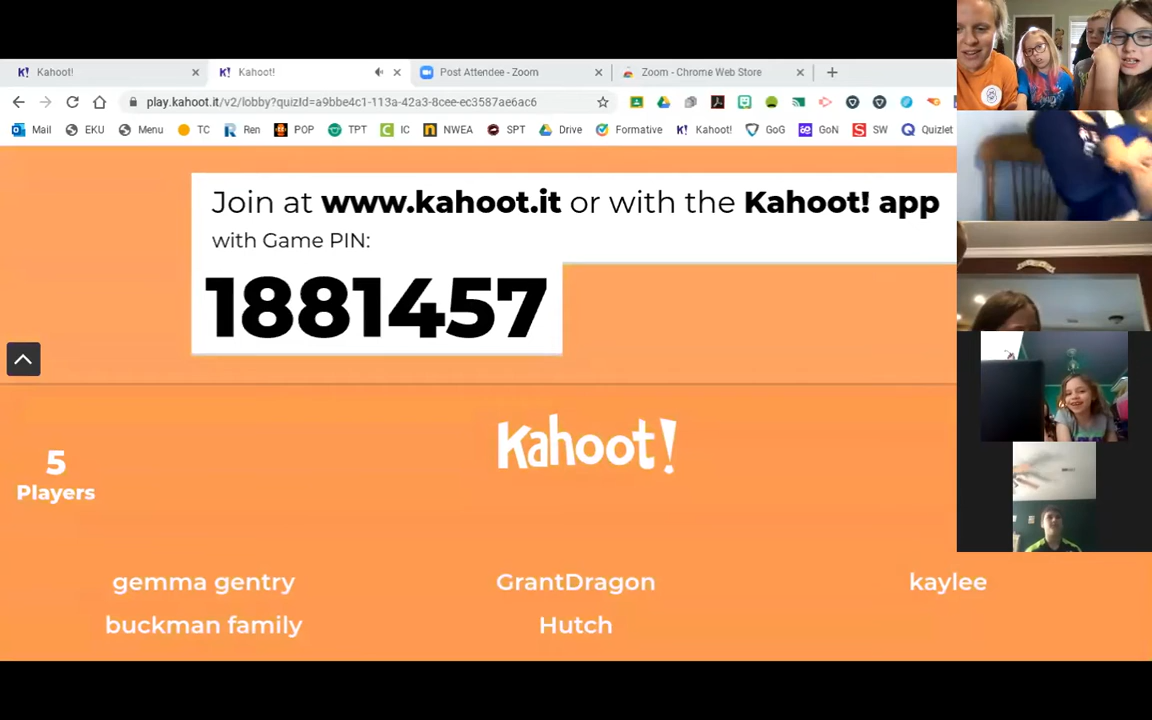 Kahoot! Kahoot! Post Attendee - Zoom Zoom - Chrome Web Store
play.kahoot.it/v2/lobby?quizId=a9bbe4c1-113a-42a3-8cee-ec3587ae6ac6
Mail EKU Menu TC Ren POP TPT IC NWEA SPT Drive Formative Kahoot! GoG GoN SW Quizlet
Join at www.kahoot.it or with the Kahoot! app
with Game PIN:
1881457
Kahoot!
5
Players
gemma gentry GrantDragon kaylee
buckman family Hutch